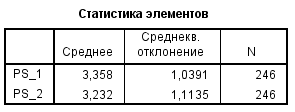 Статистика элементов
Среднее Среднекв. отклонение N
PS_1 3,358 1,0391 246
PS_2 3,232 1,1135 246